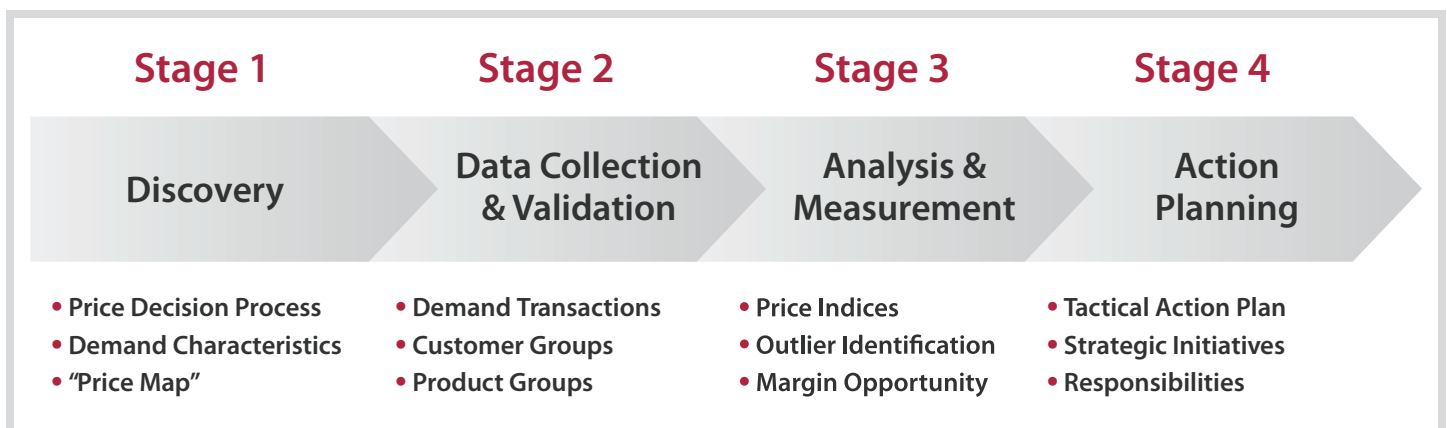 Stage 1
Stage 2
Stage 3
Stage 4
Discovery
Data Collection
& Validation
Analysis &
Measurement
Action
Planning
• Price Decision Process
• Demand Characteristics
• “Price Map”
• Demand Transactions
• Customer Groups
• Product Groups
• Price Indices
• Outlier Identification
• Margin Opportunity
• Tactical Action Plan
• Strategic Initiatives
• Responsibilities